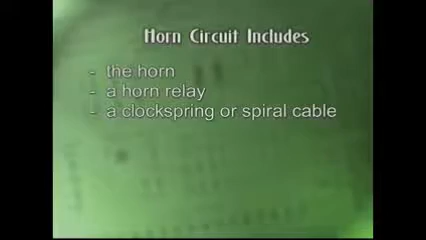 Horn Circuit Includes
- the horn
- a horn relay
- a clockspring or spiral cable